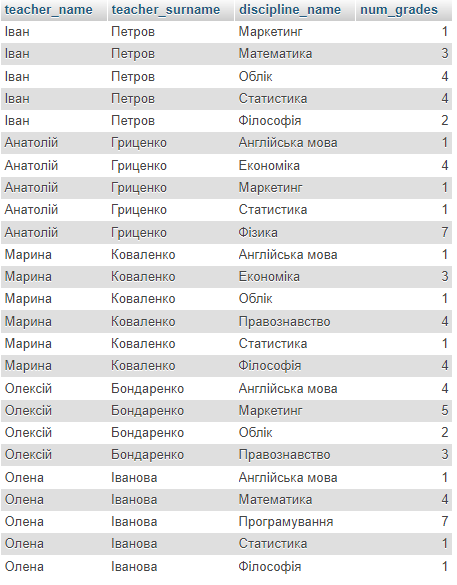 teacher_name teacher_surname discipline_name num_grades
Іван Петров Маркетинг 1
Іван Петров Математика 3
Іван Петров Облік 4
Іван Петров Статистика 4
Іван Петров Філософія 2
Анатолій Гриценко Англійська мова 1
Анатолій Гриценко Економіка 4
Анатолій Гриценко Маркетинг 1
Анатолій Гриценко Статистика 1
Анатолій Гриценко Фізика 7
Марина Коваленко Англійська мова 1
Марина Коваленко Економіка 3
Марина Коваленко Облік 1
Марина Коваленко Правознавство 4
Марина Коваленко Статистика 1
Марина Коваленко Філософія 4
Олексій Бондаренко Англійська мова 4
Олексій Бондаренко Маркетинг 5
Олексій Бондаренко Облік 2
Олексій Бондаренко Правознавство 3
Олена Іванова Англійська мова 1
Олена Іванова Математика 4
Олена Іванова Програмування 7
Олена Іванова Статистика 1
Олена Іванова Філософія 1